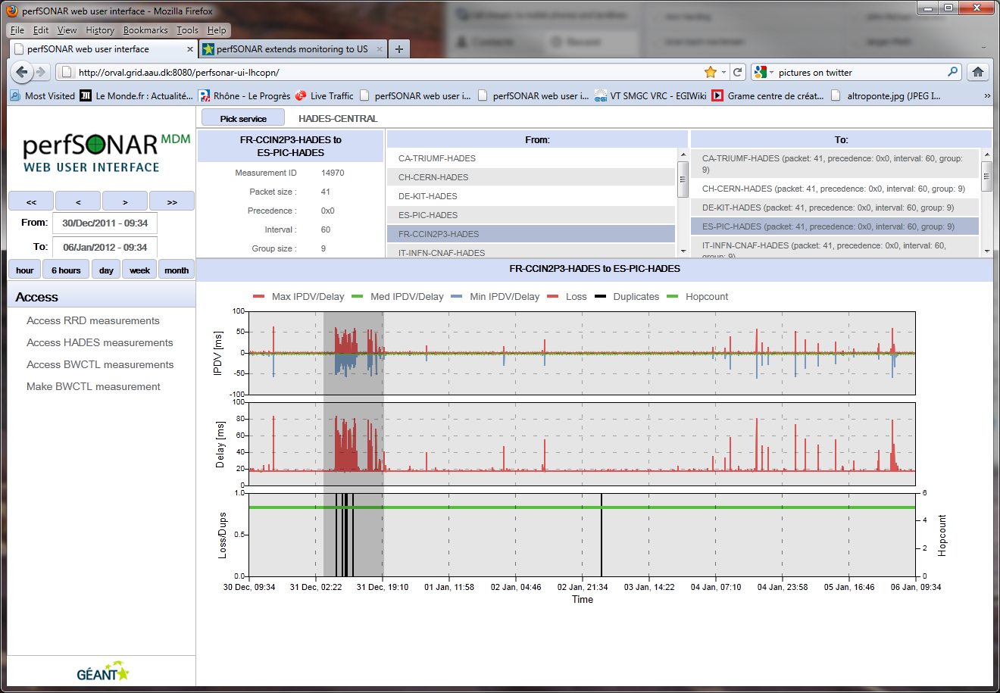 perfSONAR web user interface - Mozilla Firefox
File Edit View History Bookmarks Tools Help
perfSONAR web user interface × perfSONAR extends monitoring to US × +
http://orval.grid.aau.dk:8080/perfsonar-ui-lhcopn/
pictures on twitter
Most Visited Le Monde.fr : Actualité... Rhône - Le Progrès Live Traffic perfSONAR web user i... perfSONAR web user i... VT SMGC VRC - EGIWiki Grame centre de créat... altroponte.jpg (JPEG I... »
perfSONAR MDM
WEB USER INTERFACE
<< < > >>
From: 30/Dec/2011 - 09:34
To: 06/Jan/2012 - 09:34
hour 6 hours day week month
Access
Access RRD measurements
Access HADES measurements
Access BWCTL measurements
Make BWCTL measurement
GÉANT
Pick service HADES-CENTRAL
FR-CCIN2P3-HADES to
ES-PIC-HADES
Measurement ID 14970
Packet size : 41
Precedence : 0x0
Interval : 60
Group size : 9
From:
CA-TRIUMF-HADES
CH-CERN-HADES
DE-KIT-HADES
ES-PIC-HADES
FR-CCIN2P3-HADES
IT-INFN-CNAF-HADES
To:
CA-TRIUMF-HADES (packet: 41, precedence: 0x0, interval: 60, group:
9)
CH-CERN-HADES (packet: 41, precedence: 0x0, interval: 60, group: 9)
DE-KIT-HADES (packet: 41, precedence: 0x0, interval: 60, group: 9)
ES-PIC-HADES (packet: 41, precedence: 0x0, interval: 60, group: 9)
IT-INFN-CNAF-HADES (packet: 41, precedence: 0x0, interval: 60,
group: 9)
FR-CCIN2P3-HADES to ES-PIC-HADES
Max IPDV/Delay Med IPDV/Delay Min IPDV/Delay Loss Duplicates Hopcount
IPDV [ms]
100
50
0
-50
-100
Delay [ms]
100
80
60
40
20
0
Loss/Dups
1.0
0.5
0.0
6
4
2
0
Hopcount
30 Dec, 09:34 31 Dec, 02:22 31 Dec, 19:10 01 Jan, 11:58 02 Jan, 04:46 02 Jan, 21:34 03 Jan, 14:22 04 Jan, 07:10 04 Jan, 23:58 05 Jan, 16:46 06 Jan, 09:34
Time